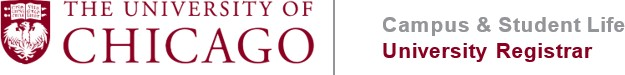 THE UNIVERSITY OF
CHICAGO
Campus & Student Life
University Registrar